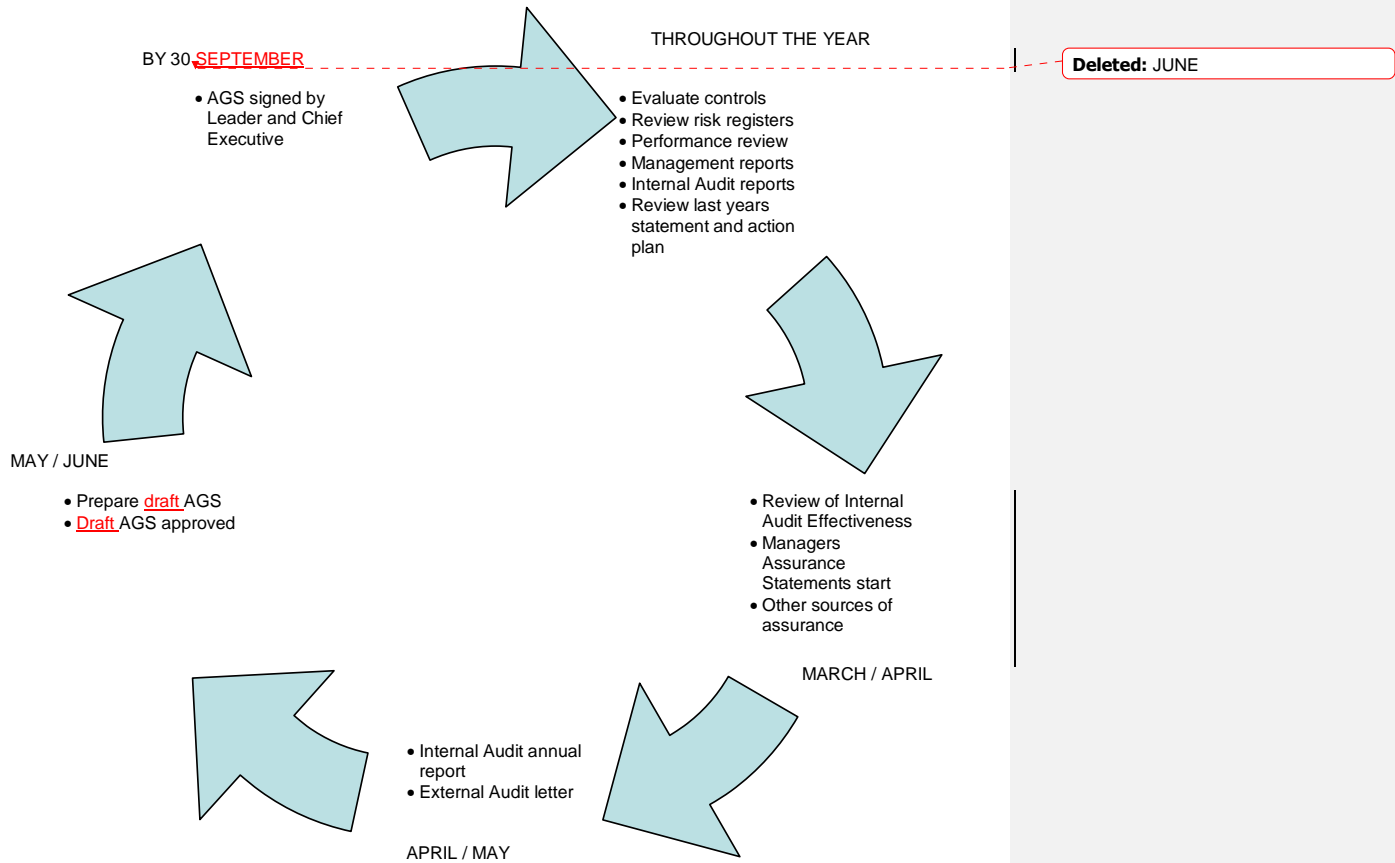 BY 30 SEPTEMBER
• AGS signed by
Leader and Chief
Executive
THROUGHOUT THE YEAR
• Evaluate controls
• Review risk registers
• Performance review
• Management reports
• Internal Audit reports
• Review last years
statement and action
plan
Deleted: JUNE
• Review of Internal
Audit Effectiveness
• Managers
Assurance
Statements start
• Other sources of
assurance
MARCH / APRIL
• Internal Audit annual
report
• External Audit letter
APRIL / MAY
MAY / JUNE
• Prepare draft AGS
• Draft AGS approved